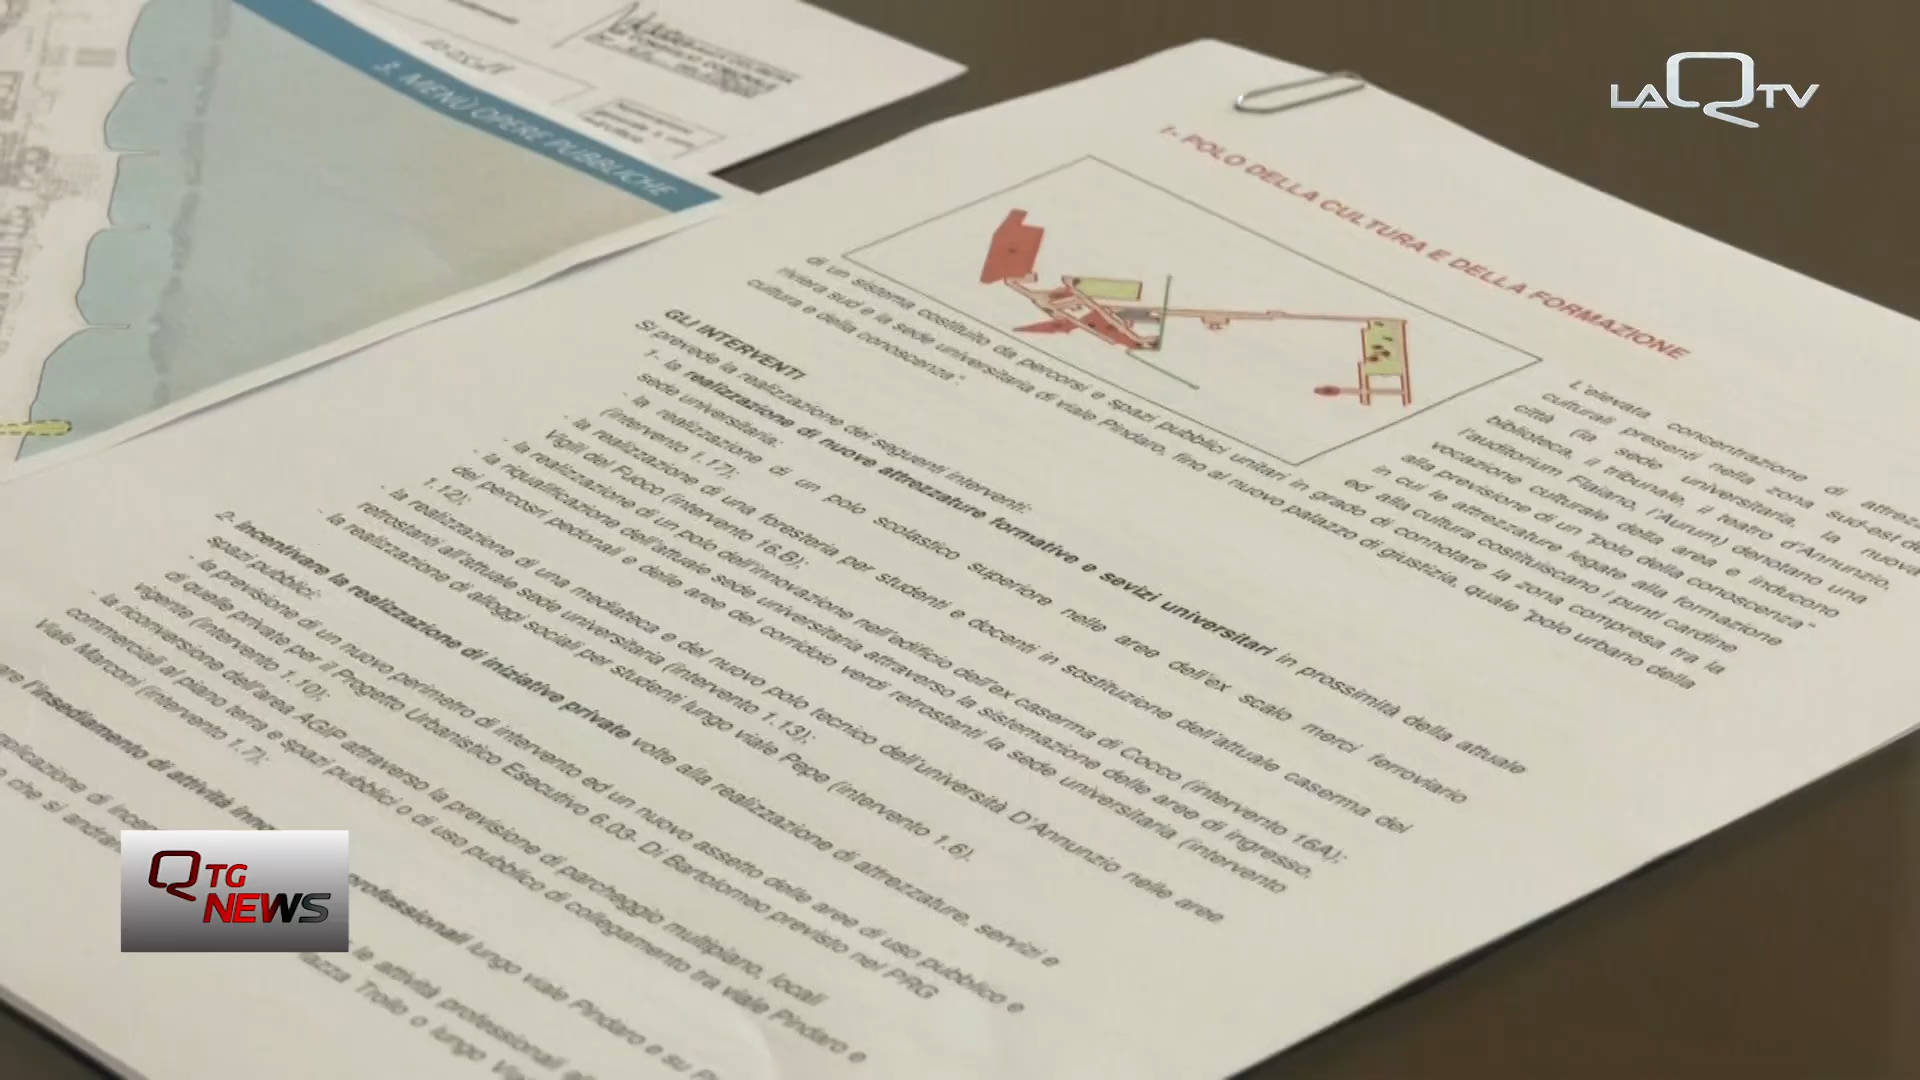 LAQTV
3. MENÙ OPERE PUBBLICHE
1- POLO DELLA CULTURA E DELLA FORMAZIONE
L'elevata concentrazione di attrez
culturali presenti nella zona sud-est d
città (la sede universitaria, la nuova
biblioteca, il tribunale, il teatro d'Annunzio,
l'auditorium Flaiano, l'Aurum) denotano una
vocazione culturale della area e inducono
alla previsione di un "polo della conoscenza"
in cui le attrezzature legate alla formazione
ed alla cultura costituiscano i punti cardine
di un sistema costituito da percorsi e spazi pubblici unitari in grado di connotare la zona compresa tra la
riviera sud e la sede universitaria di viale Pindaro, fino al nuovo palazzo di giustizia, quale "polo urbano della
cultura e della conoscenza".
GLI INTERVENTI
Si prevede la realizzazione dei seguenti interventi:
1- la realizzazione di nuove attrezzature formative e sevizi universitari in prossimità della attuale
sede universitaria:
- la realizzazione di un polo scolastico superiore nelle aree dell'ex scalo merci ferroviario
(intervento 1.17);
- la realizzazione di una foresteria per studenti e docenti in sostituzione dell'attuale caserma dei
Vigili del Fuoco (intervento 16.B);
- la realizzazione di un polo dell'innovazione nell'edificio dell'ex caserma di Cocco (intervento 16A);
- la riqualificazione dell'attuale sede universitaria attraverso la sistemazione delle aree di ingresso,
dei percosri pedonali e delle aree del corridoio verdi retrostanti la sede universitaria (intervento
1.12);
- la realizzazione di una mediateca e del nuovo polo tecnico dell'università D'Annunzio nelle aree
retrostanti all'attuale sede universitaria (intervento 1.13);
- la realizzazione di alloggi sociali per studenti lungo viale Pepe (intervento 1.6).
2- Incentivare la realizzazione di iniziative private volte alla realizzazione di attrezzature, servizi e
spazi pubblici:
- la previsione di un nuovo perimetro di intervento ed un nuovo assetto delle aree di uso pubblico e
di quelle private per il Progetto Urbanistico Esecutivo 6.03- Di Bartolomeo previsto nel PRG
vigente (intervento 1.10);
- la riconversione dell'area AGIP attraverso la previsione di parcheggio multipiano, locali
commerciali al piano terra e spazi pubblici o di uso pubblico di collegamento tra viale Pindaro e
Viale Marconi (intervento 1.7);
l'insediamento di attività professionali lungo viale Pindaro e su
le attività professionali
lungo
Q TG
NEWS